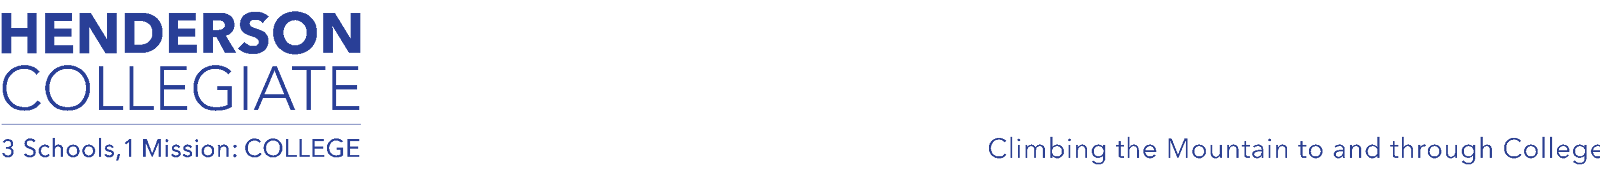 HENDERSON
COLLEGIATE
3 Schools,1 Mission: COLLEGE
Climbing the Mountain to and through College